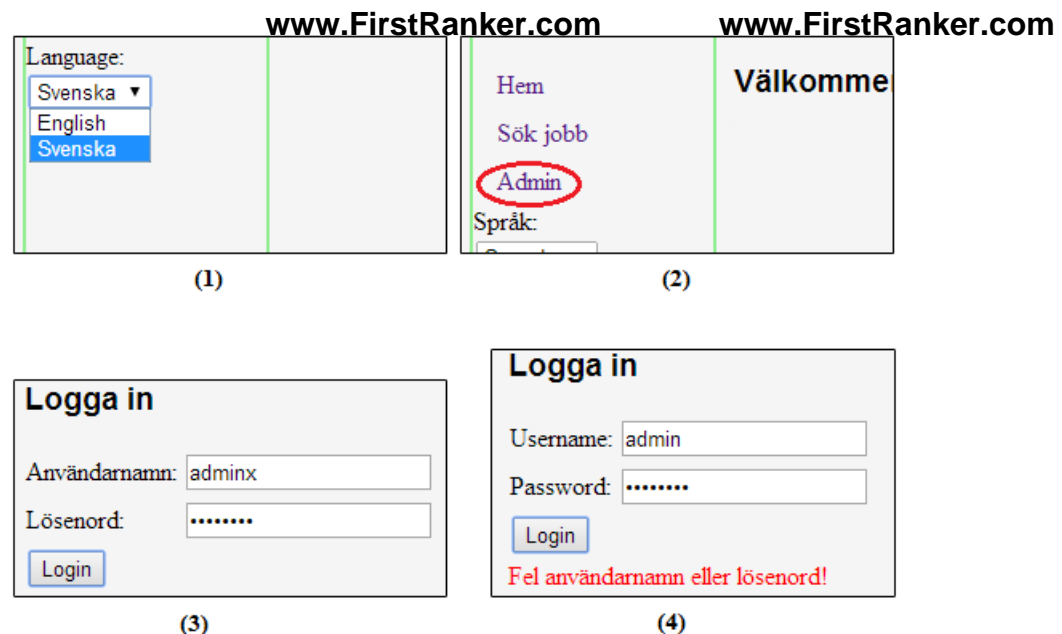 www.FirstRanker.com www.FirstRanker.com
Language:
Svenska
English
Svenska
Hem
Sök jobb
Admin
Språk:
Välkomme
(1)
(2)
Logga in
Användarnamn: adminx
Lösenord: ••••••••
Login
(3)
Logga in
Username: admin
Password: ••••••••
Login
Fel användarnamn eller lösenord!
(4)